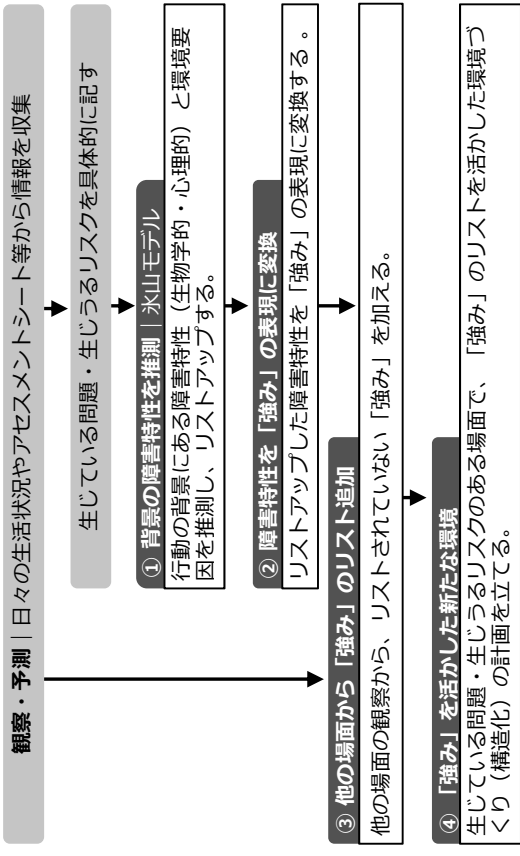 観察・予測｜日々の生活状況やアセスメントシート等から情報を収集
生じている問題・生じうるリスクを具体的に記す
① 背景の障害特性を推測｜氷山モデル
行動の背景にある障害特性（生物学的・心理的）と環境要
因を推測し、リストアップする。
② 障害特性を「強み」の表現に変換
リストアップした障害特性を「強み」の表現に変換する 。
③ 他の場面から「強み」のリスト追加
他の場面の観察から、リストされていない「強み」を加える。
④ 「強み」を活かした新たな環境
生じている問題・生じうるリスクのある場面で、 「強み」のリストを活かした環境づ
くり（構造化）の計画を立てる。